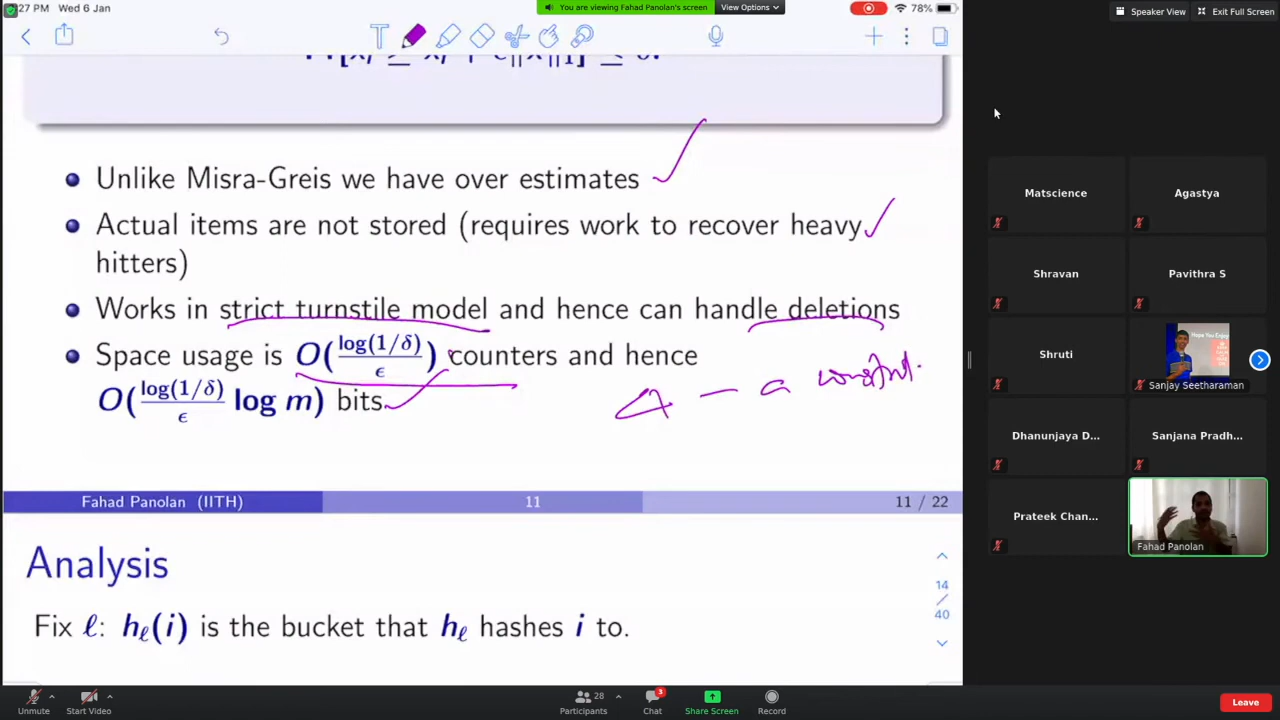 :27 PM Wed 6 Jan
You are viewing Fahad Panolan's screen
View Options
78%
Speaker View
Exit Full Screen
Unlike Misra-Greis we have over estimates
Actual items are not stored (requires work to recover heavy
hitters)
Works in strict turnstile model and hence can handle deletions
Space usage is O(log(1/δ)/ϵ) counters and hence
O(log(1/δ)/ϵ log m) bits.
— a constant.
Fahad Panolan (IITH)
11
11 / 22
Analysis
Fix ℓ: hℓ(i) is the bucket that hℓ hashes i to.
14
40
Matscience
Agastya
Shravan
Pavithra S
Shruti
Hope You Enjoy
Sanjay Seetharaman
Dhanunjaya D...
Sanjana Pradh...
Prateek Chan...
Fahad Panolan
Unmute
Start Video
28
Participants
3
Chat
Share Screen
Record
Leave